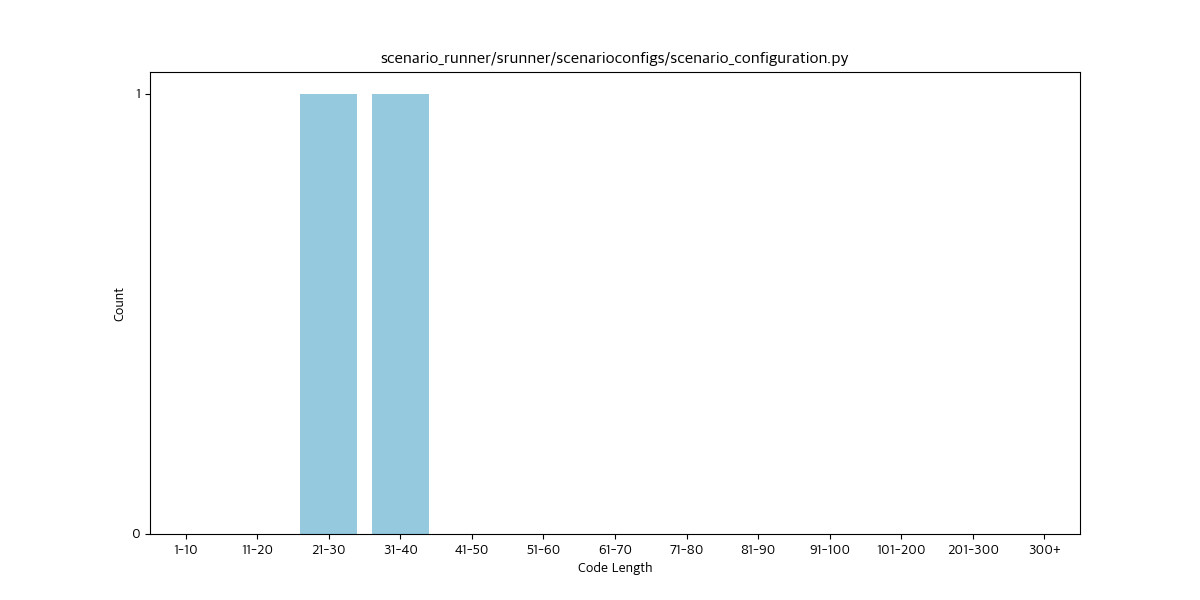 scenario_runner/srunner/scenarioconfigs/scenario_configuration.py
1
Count
0
1-10 11-20 21-30 31-40 41-50 51-60 61-70 71-80 81-90 91-100 101-200 201-300 300+
Code Length